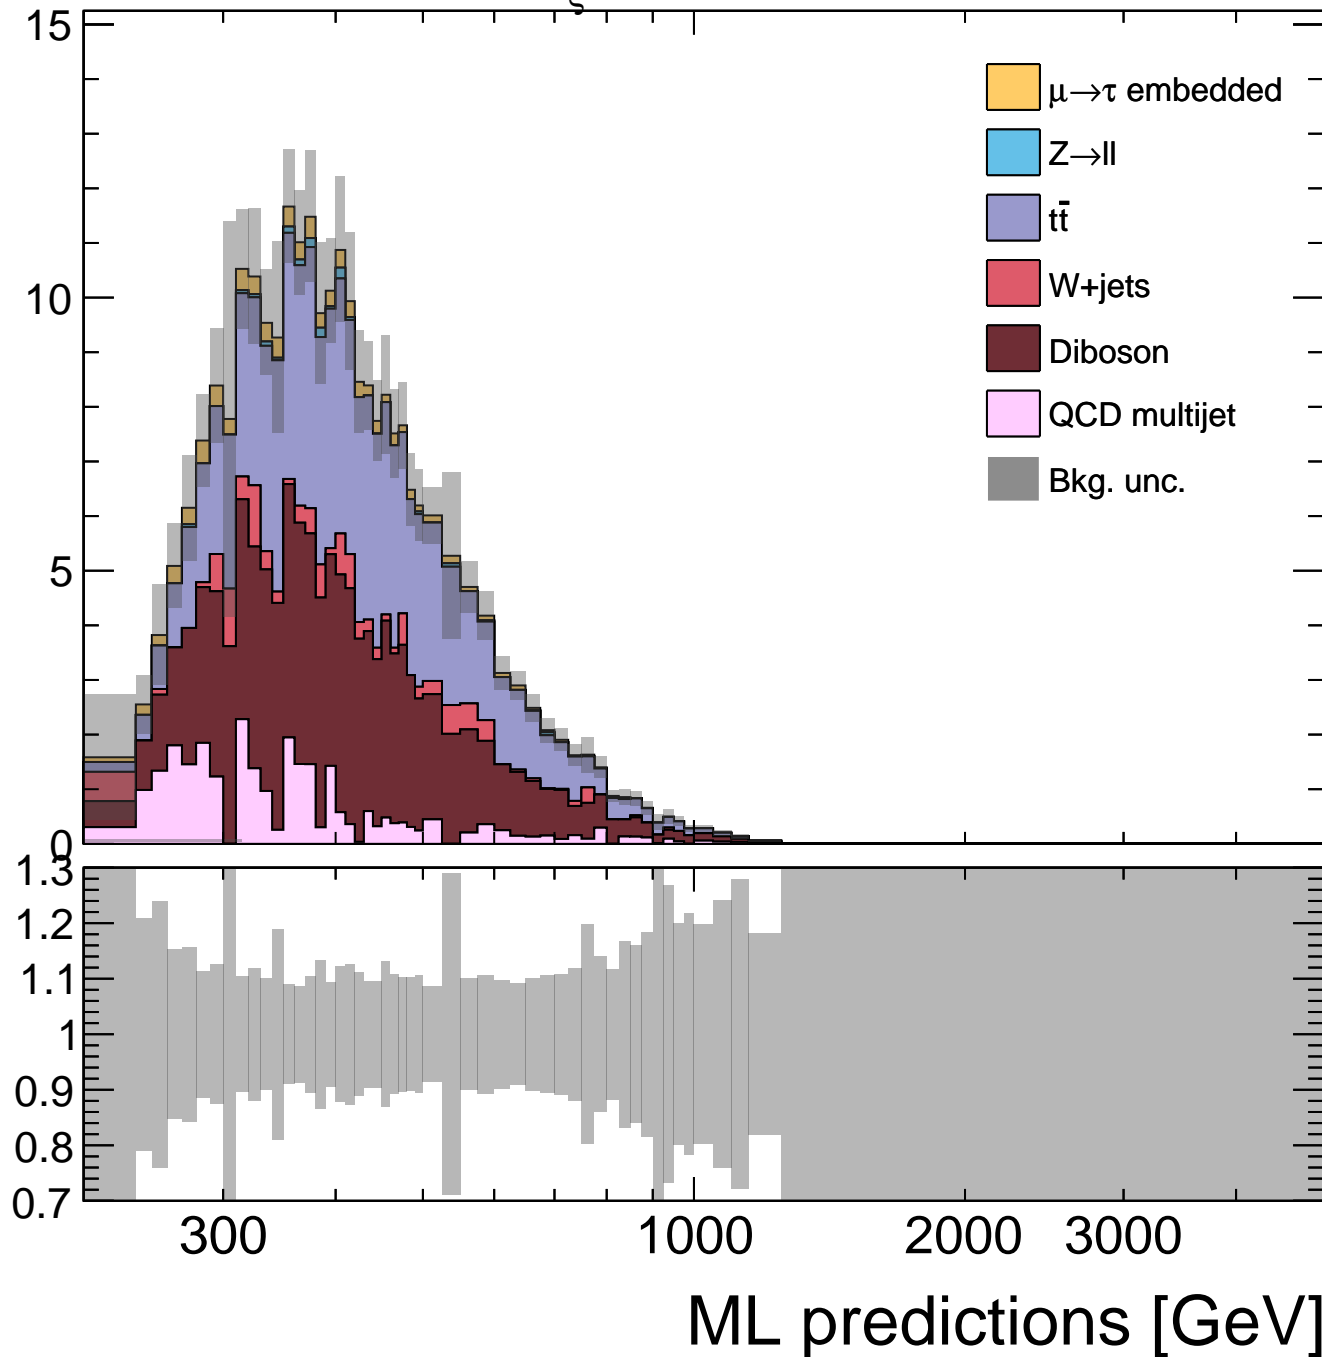 ξ
15
10
5
0
μ→τ embedded
Z→ll
tt̄
W+jets
Diboson
QCD multijet
Bkg. unc.
1.3
1.2
1.1
1
0.9
0.8
0.7
300
1000
2000
3000
ML predictions [GeV]